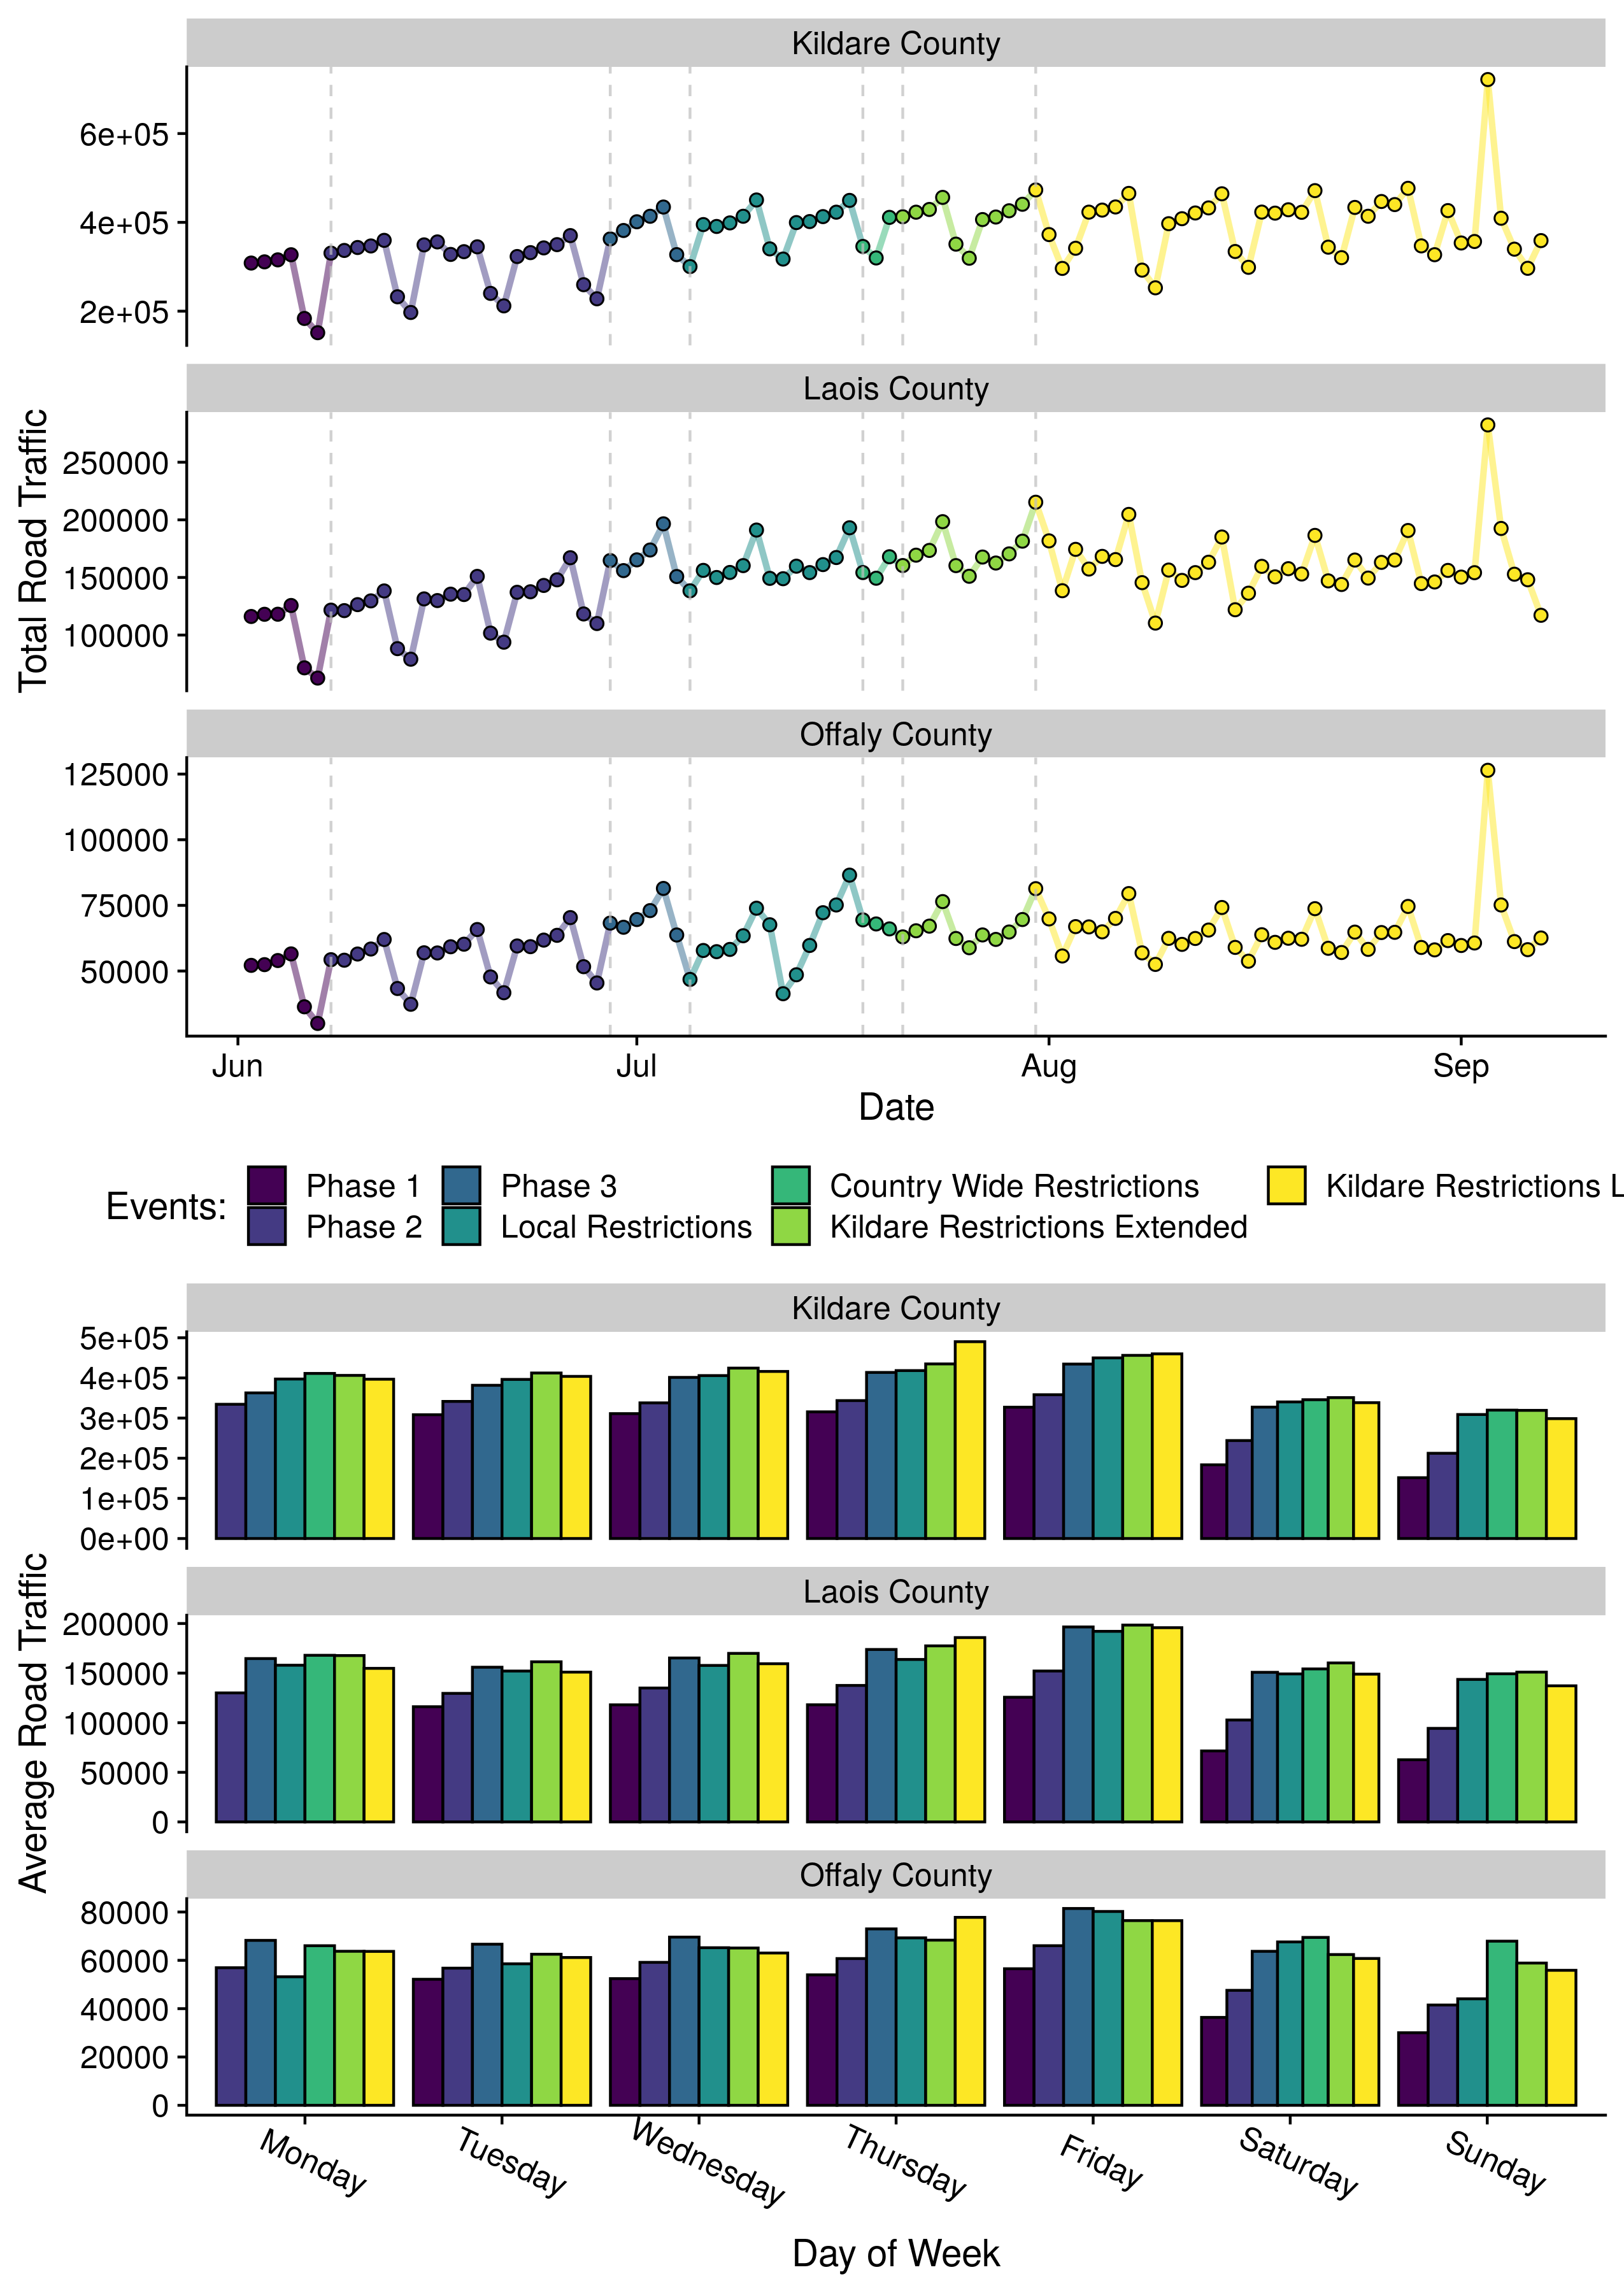 Kildare County
6e+05
4e+05
2e+05
Laois County
Total Road Traffic
250000
200000
150000
100000
Offaly County
125000
100000
75000
50000
Jun Jul Aug Sep
Date
Events:
Phase 1 Phase 3 Country Wide Restrictions Kildare Restrictions L
Phase 2 Local Restrictions Kildare Restrictions Extended
Kildare County
5e+05
4e+05
3e+05
2e+05
1e+05
0e+00
Laois County
Average Road Traffic
200000
150000
100000
50000
0
Offaly County
80000
60000
40000
20000
0
Monday Tuesday Wednesday Thursday Friday Saturday Sunday
Day of Week